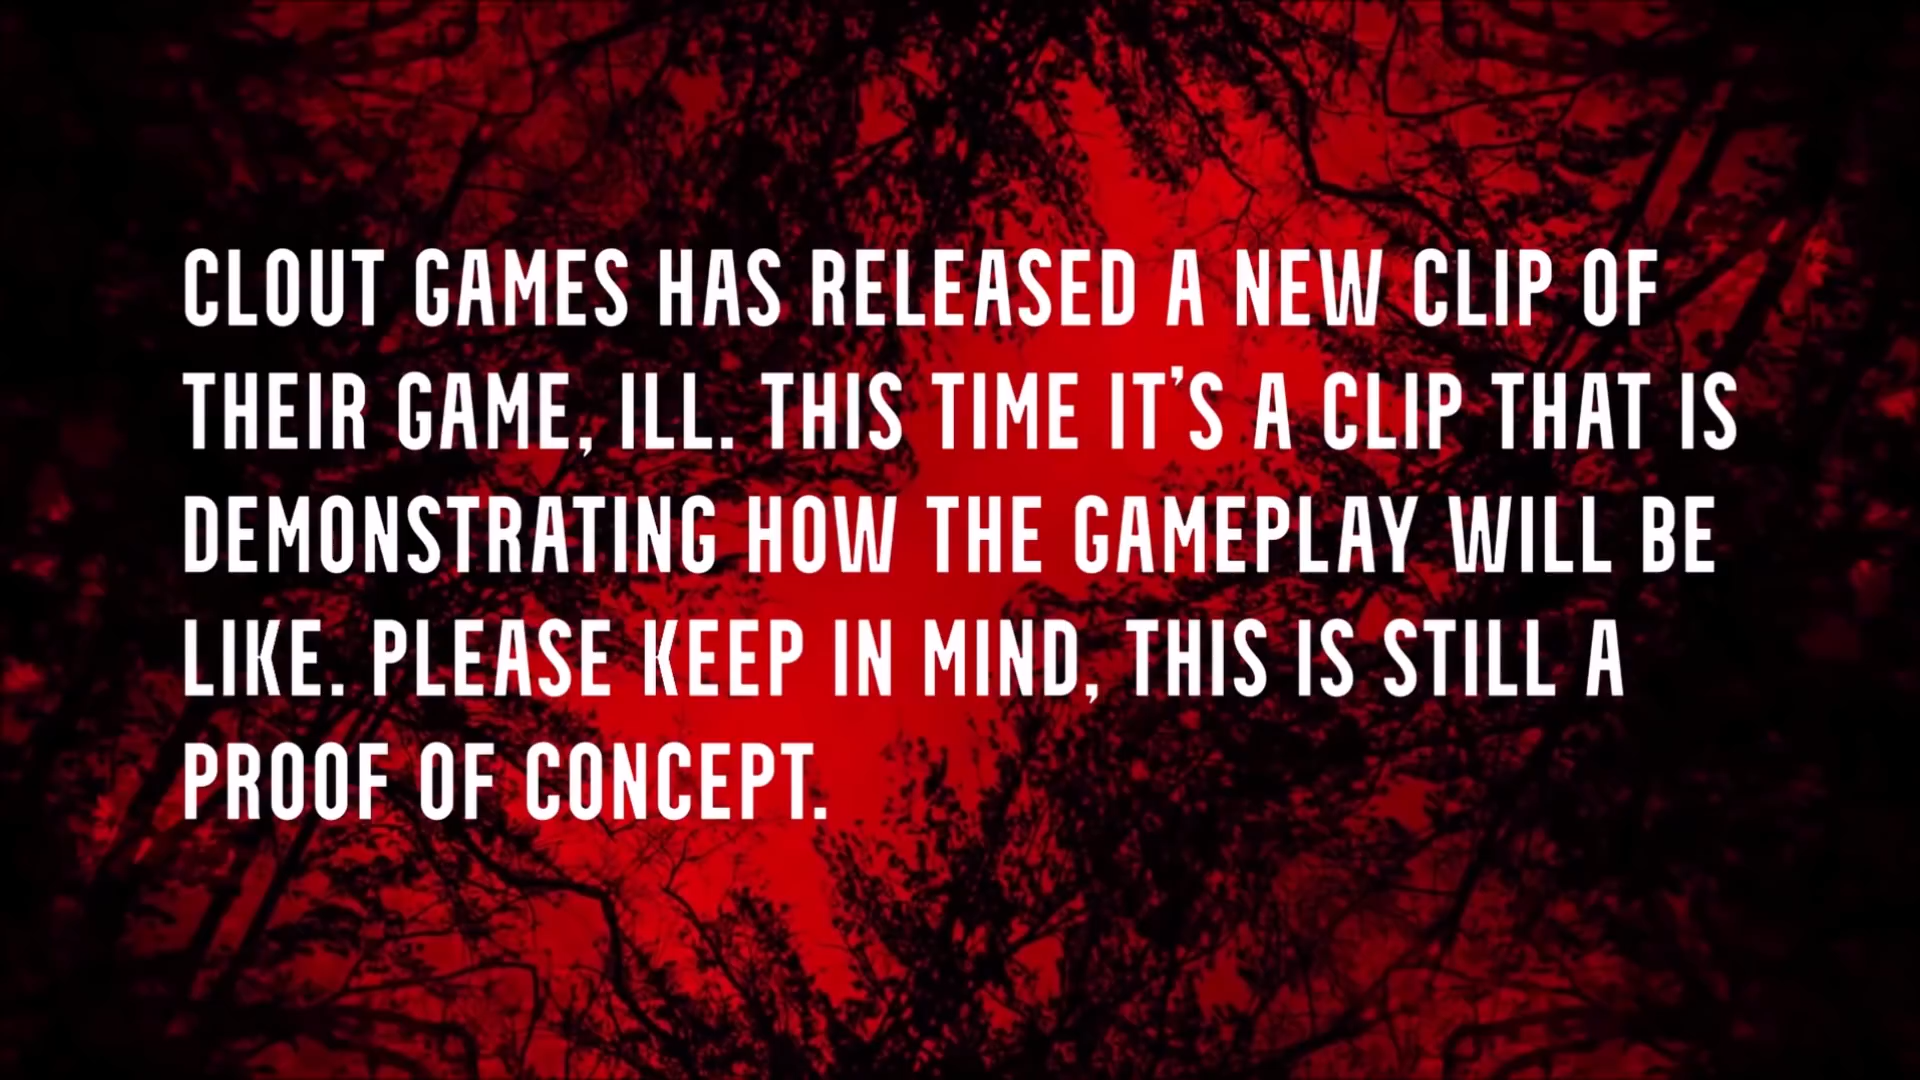 CLOUT GAMES HAS RELEASED A NEW CLIP OF
THEIR GAME, ILL. THIS TIME IT'S A CLIP THAT IS
DEMONSTRATING HOW THE GAMEPLAY WILL BE
LIKE. PLEASE KEEP IN MIND, THIS IS STILL A
PROOF OF CONCEPT.